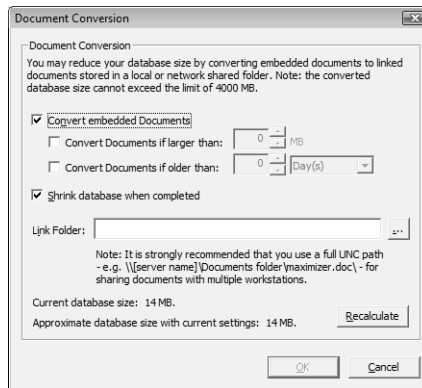 Document Conversion
Document Conversion
You may reduce your database size by converting embedded documents to linked
documents stored in a local or network shared folder. Note: the converted
database size cannot exceed the limit of 4000 MB.
Convert embedded Documents
Convert Documents if larger than: 0 MB
Convert Documents if older than: 0 Day(s)
Shrink database when completed
Link Folder: ...
Note: It is strongly recommended that you use a full UNC path
- e.g. \\[server name]\Documents folder\maximizer.doc\ - for
sharing documents with multiple workstations.
Current database size: 14 MB.
Approximate database size with current settings: 14 MB.
Recalculate
OK Cancel